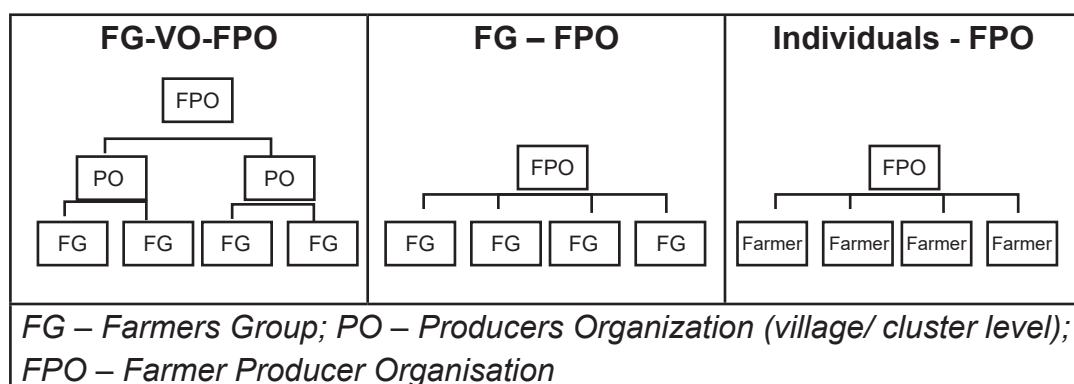 FG-VO-FPO
FG – FPO
Individuals - FPO
FPO
PO PO
FG FG FG FG
FPO
FG FG FG FG
FPO
Farmer Farmer Farmer Farmer
FG – Farmers Group; PO – Producers Organization (village/ cluster level);
FPO – Farmer Producer Organisation